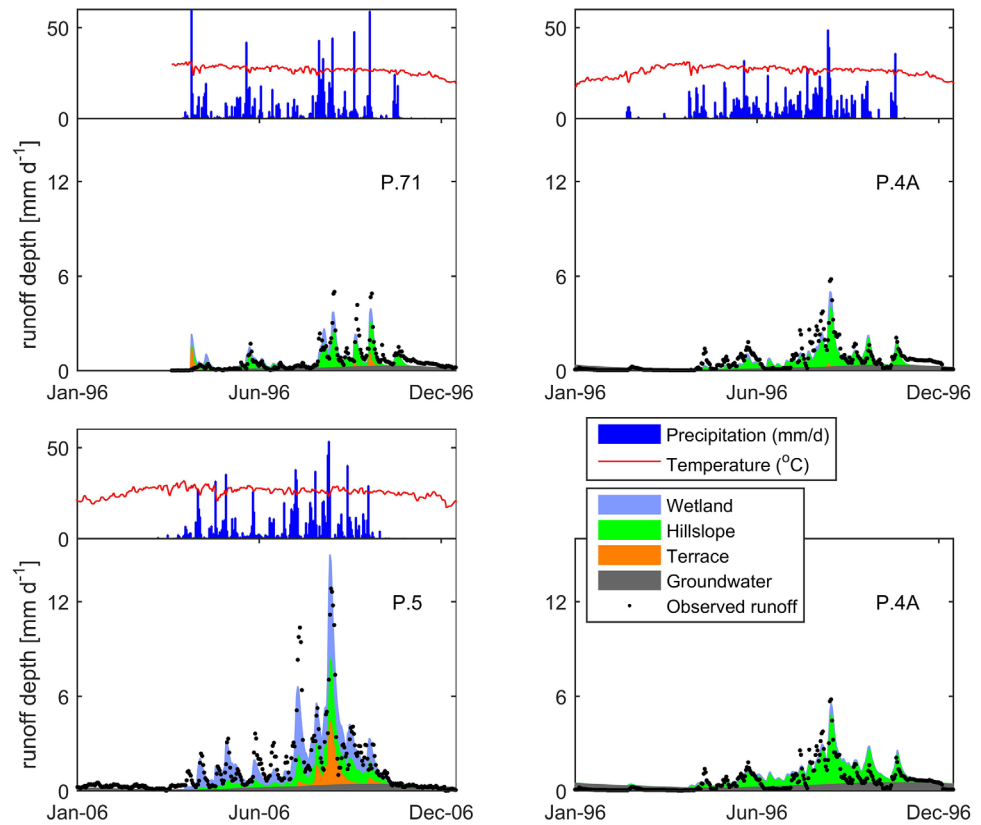 50
0
12
P.71
6
0
Jan-96
Jun-96
Dec-96
runoff depth [mm d⁻¹]
50
0
12
P.4A
6
0
Jan-96
Jun-96
Dec-96
Precipitation (mm/d)
Temperature (°C)
Wetland
Hillslope
Terrace
Groundwater
Observed runoff
50
0
12
P.5
6
0
Jan-06
Jun-06
Dec-06
runoff depth [mm d⁻¹]
12
P.4A
6
0
Jan-96
Jun-96
Dec-96